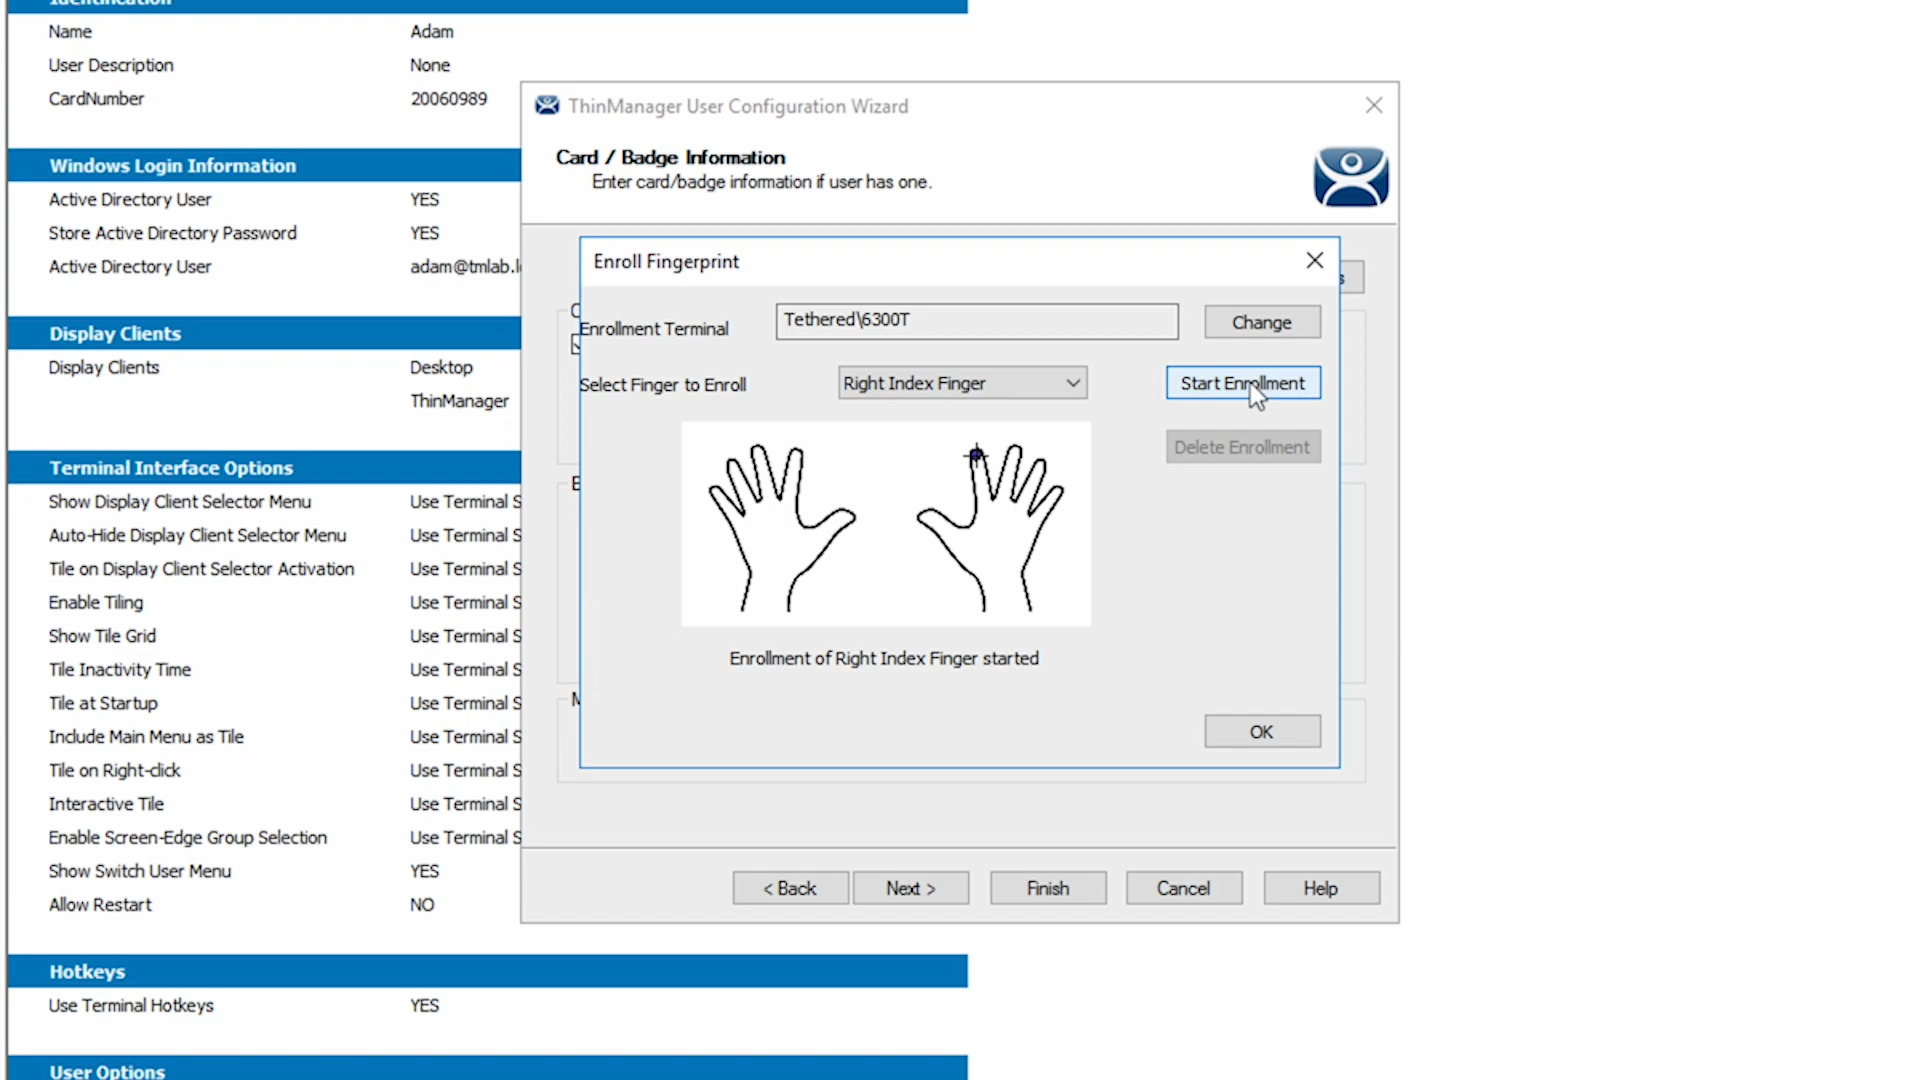 Identification
Name Adam
User Description None
CardNumber 20060989
Windows Login Information
Active Directory User YES
Store Active Directory Password YES
Active Directory User adam@tmlab.l
Display Clients
Display Clients Desktop
ThinManager
Terminal Interface Options
Show Display Client Selector Menu Use Terminal S
Auto-Hide Display Client Selector Menu Use Terminal S
Tile on Display Client Selector Activation Use Terminal S
Enable Tiling Use Terminal S
Show Tile Grid Use Terminal S
Tile Inactivity Time Use Terminal S
Tile at Startup Use Terminal S
Include Main Menu as Tile Use Terminal S
Tile on Right-click Use Terminal S
Interactive Tile Use Terminal S
Enable Screen-Edge Group Selection Use Terminal S
Show Switch User Menu YES
Allow Restart NO
Hotkeys
Use Terminal Hotkeys YES
User Options
ThinManager User Configuration Wizard
Card / Badge Information
Enter card/badge information if user has one.
Enroll Fingerprint
Enrollment Terminal Tethered\6300T Change
Select Finger to Enroll Right Index Finger Start Enrollment
Delete Enrollment
Enrollment of Right Index Finger started
OK
< Back Next > Finish Cancel Help